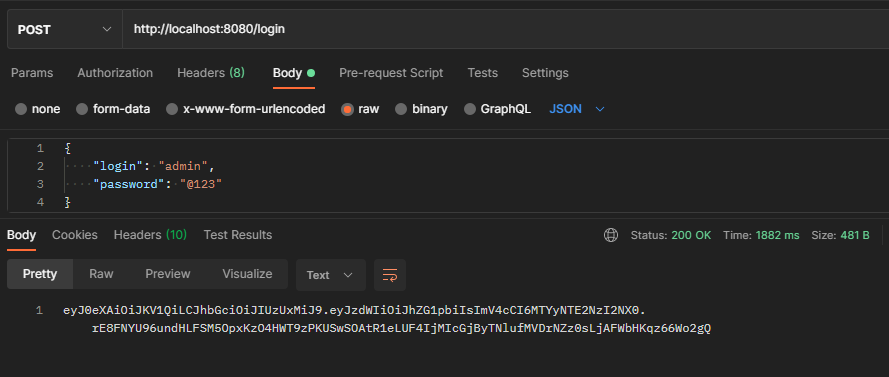 POST http://localhost:8080/login
Params Authorization Headers (8) Body Pre-request Script Tests Settings
none form-data x-www-form-urlencoded raw binary GraphQL JSON
1 {
2 "login": "admin",
3 "password": "@123"
4 }
Body Cookies Headers (10) Test Results Status: 200 OK Time: 1882 ms Size: 481 B
Pretty Raw Preview Visualize Text
1 eyJ0eXAiOiJKV1QiLCJhbGciOiJIUzUxMiJ9.eyJzdWIiOiJhZG1pbiIsImV4cCI6MTYyNTE2NzI2NX0.
rE8FNYU96undHLFSM5OpxKzO4HWT9zPKUSwSOAtR1eLUF4IjMIcGjByTNlufMVDrNZz0sLjAFWbHKqz66Wo2gQ